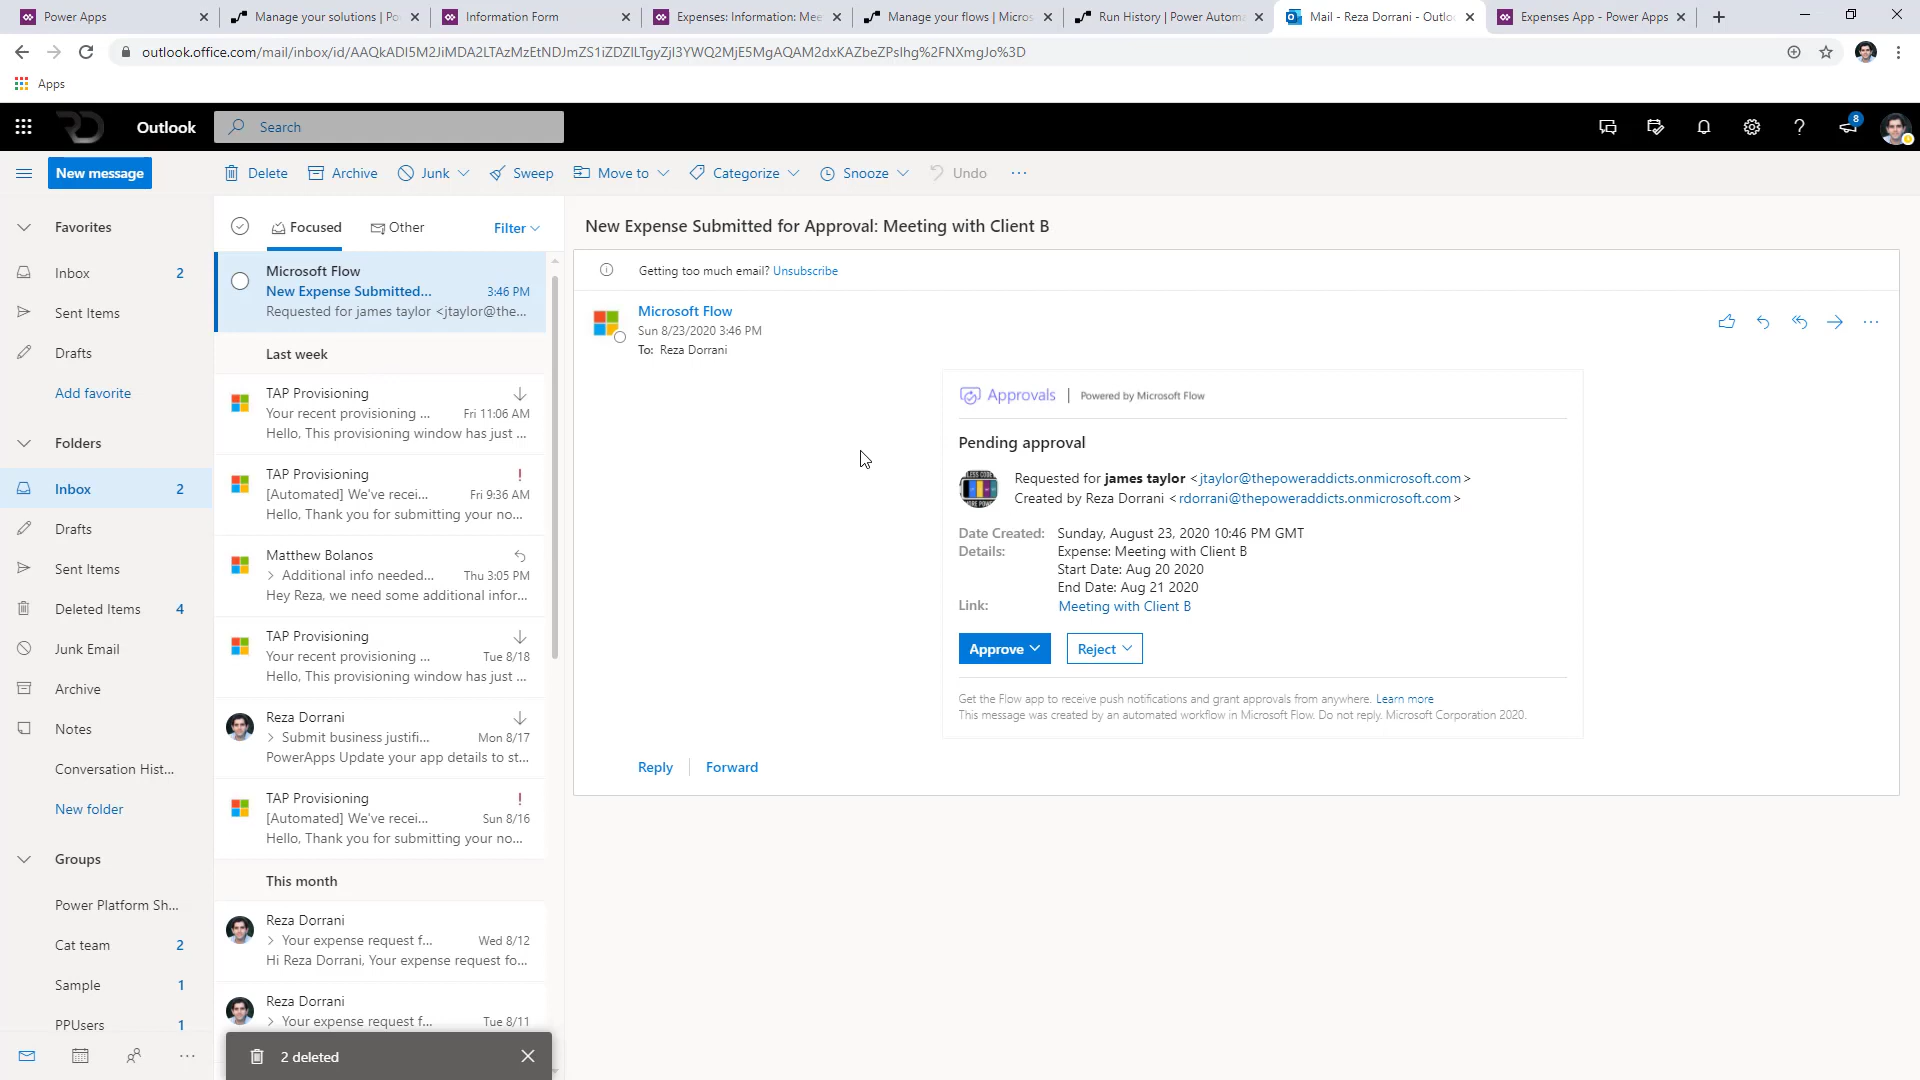 Power Apps
Manage your solutions | Po
Information Form
Expenses: Information: Mee
Manage your flows | Micros
Run History | Power Automa
Mail - Reza Dorrani - Outlo
Expenses App - Power Apps
Apps
Outlook
Search
8
New message
Delete
Archive
Junk
Sweep
Move to
Categorize
Snooze
Undo
Favorites
Inbox 2
Sent Items
Drafts
Add favorite
Folders
Inbox 2
Drafts
Sent Items
Deleted Items 4
Junk Email
Archive
Notes
Conversation Hist...
New folder
Groups
Power Platform Sh...
Cat team 2
Sample 1
PPUsers 1
Focused
Other
Filter
Microsoft Flow
New Expense Submitted... 3:46 PM
Requested for james taylor <jtaylor@the...
Last week
TAP Provisioning
Your recent provisioning ... Fri 11:06 AM
Hello, This provisioning window has just ...
TAP Provisioning
[Automated] We've recei... Fri 9:36 AM
Hello, Thank you for submitting your no...
Matthew Bolanos
Additional info needed... Thu 3:05 PM
Hey Reza, we need some additional infor...
TAP Provisioning
Your recent provisioning ... Tue 8/18
Hello, This provisioning window has just ...
Reza Dorrani
Submit business justifi... Mon 8/17
PowerApps Update your app details to st...
TAP Provisioning
[Automated] We've recei... Sun 8/16
Hello, Thank you for submitting your no...
This month
Reza Dorrani
Your expense request f... Wed 8/12
Hi Reza Dorrani, Your expense request fo...
Reza Dorrani
Your expense request f... Tue 8/11
2 deleted
New Expense Submitted for Approval: Meeting with Client B
Getting too much email? Unsubscribe
Microsoft Flow
Sun 8/23/2020 3:46 PM
To: Reza Dorrani
Approvals | Powered by Microsoft Flow
Pending approval
Requested for james taylor <jtaylor@thepoweraddicts.onmicrosoft.com>
Created by Reza Dorrani <rdorrani@thepoweraddicts.onmicrosoft.com>
Date Created: Sunday, August 23, 2020 10:46 PM GMT
Details: Expense: Meeting with Client B
Start Date: Aug 20 2020
End Date: Aug 21 2020
Link: Meeting with Client B
Approve
Reject
Get the Flow app to receive push notifications and grant approvals from anywhere. Learn more
This message was created by an automated workflow in Microsoft Flow. Do not reply. Microsoft Corporation 2020.
Reply
Forward